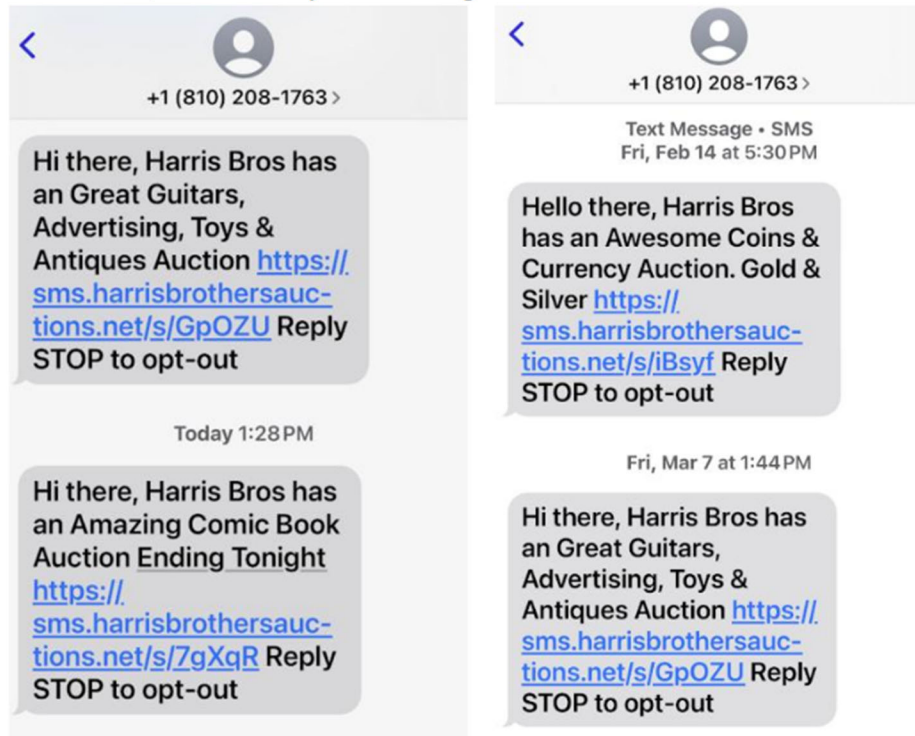 +1 (810) 208-1763 >
Hi there, Harris Bros has
an Great Guitars,
Advertising, Toys &
Antiques Auction https://
sms.harrisbrothersauc-
tions.net/s/GpOZU Reply
STOP to opt-out
Today 1:28 PM
Hi there, Harris Bros has
an Amazing Comic Book
Auction Ending Tonight
https://
sms.harrisbrothersauc-
tions.net/s/7gXqR Reply
STOP to opt-out
+1 (810) 208-1763 >
Text Message • SMS
Fri, Feb 14 at 5:30 PM
Hello there, Harris Bros
has an Awesome Coins &
Currency Auction. Gold &
Silver https://
sms.harrisbrothersauc-
tions.net/s/iBsyf Reply
STOP to opt-out
Fri, Mar 7 at 1:44 PM
Hi there, Harris Bros has
an Great Guitars,
Advertising, Toys &
Antiques Auction https://
sms.harrisbrothersauc-
tions.net/s/GpOZU Reply
STOP to opt-out